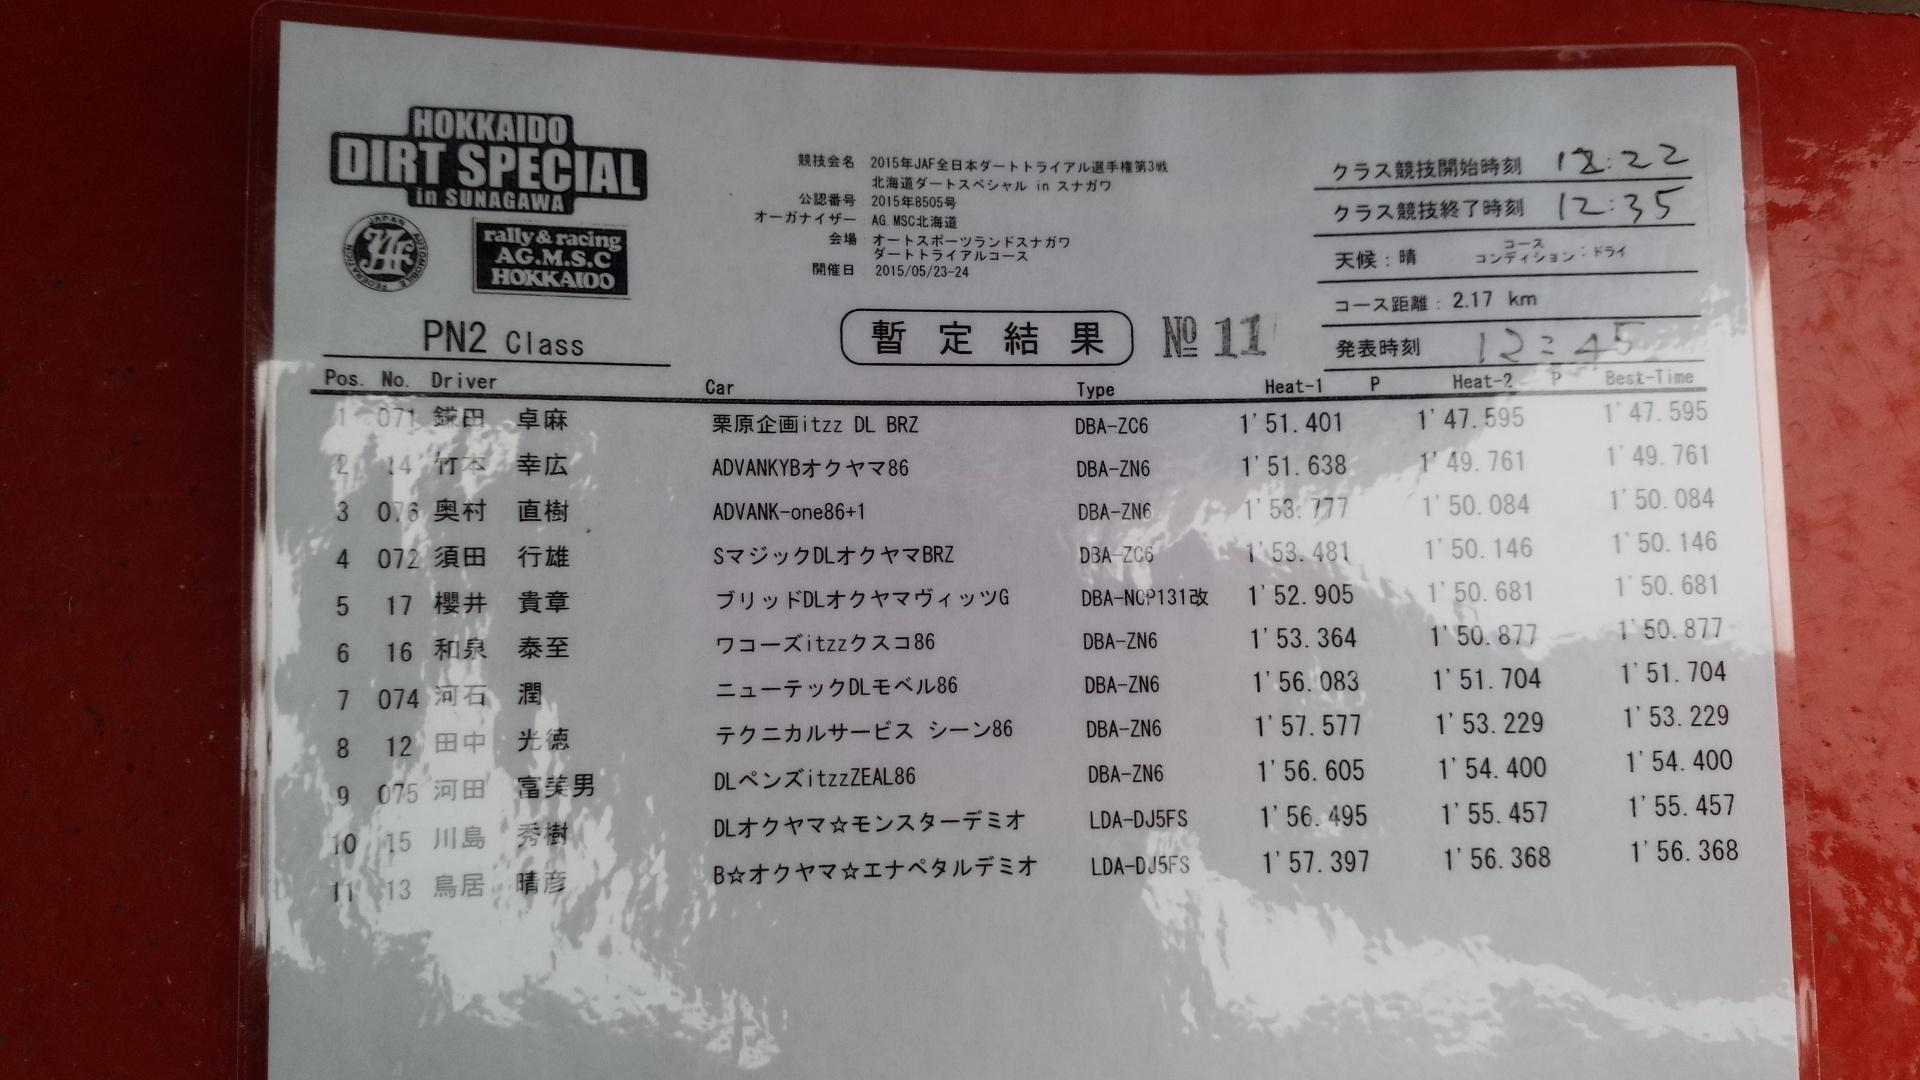 HOKKAIDO
DIRT SPECIAL
in SUNAGAWA
JAPAN AUTOMOBILE FEDERATION
JAF
rally & racing
AG.M.S.C
HOKKAIDO
競技会名 2015年JAF全日本ダートトライアル選手権第3戦
北海道ダートスペシャル in スナガワ
公認番号 2015年8505号
オーガナイザー AG.MSC北海道
会場 オートスポーツランドスナガワ
ダートトライアルコース
開催日 2015/05/23-24
クラス競技開始時刻 12:22
クラス競技終了時刻 12:35
天候:晴 コースコンディション:ドライ
コース距離: 2.17 km
発表時刻 12:45
PN2 Class
暫定結果 № 11
Pos. No. Driver Car Type Heat-1 P Heat-2 P Best-Time
1 071 鎌田 卓麻 栗原企画itzz DL BRZ DBA-ZC6 1'51.401 1'47.595 1'47.595
2 14 竹本 幸広 ADVANKYBオクヤマ86 DBA-ZN6 1'51.638 1'49.761 1'49.761
3 076 奥村 直樹 ADVANK-one86+1 DBA-ZN6 1'53.777 1'50.084 1'50.084
4 072 須田 行雄 SマジックDLオクヤマBRZ DBA-ZC6 1'53.481 1'50.146 1'50.146
5 17 櫻井 貴章 ブリッドDLオクヤマヴィッツG DBA-NCP131改 1'52.905 1'50.681 1'50.681
6 16 和泉 泰至 ワコーズitzzクスコ86 DBA-ZN6 1'53.364 1'50.877 1'50.877
7 074 河石 潤 ニューテックDLモベル86 DBA-ZN6 1'56.083 1'51.704 1'51.704
8 12 田中 光徳 テクニカルサービス シーン86 DBA-ZN6 1'57.577 1'53.229 1'53.229
9 075 河田 富美男 DLペンズitzzZEAL86 DBA-ZN6 1'56.605 1'54.400 1'54.400
10 15 川島 秀樹 DLオクヤマ☆モンスターデミオ LDA-DJ5FS 1'56.495 1'55.457 1'55.457
11 13 鳥居 晴彦 B☆オクヤマ☆エナペタルデミオ LDA-DJ5FS 1'57.397 1'56.368 1'56.368